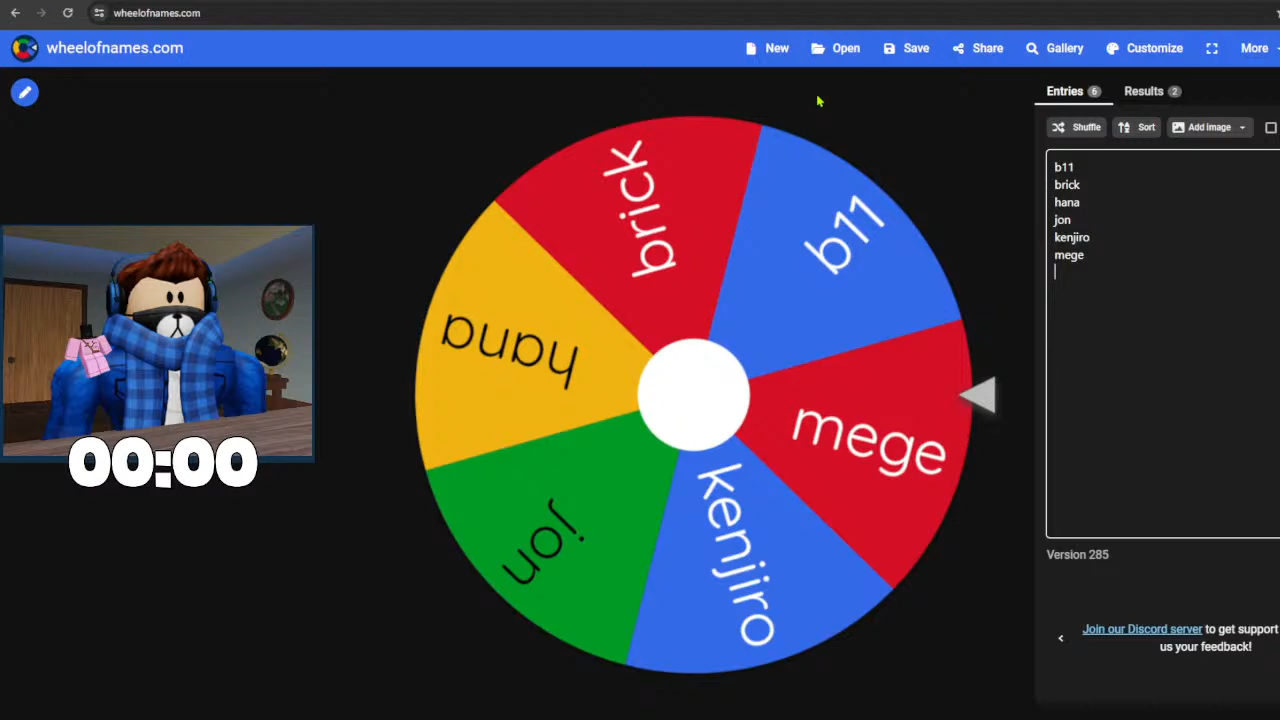 wheelofnames.com
wheelofnames.com
New
Open
Save
Share
Gallery
Customize
More
Entries 6
Results 2
Shuffle
Sort
Add image
b11
brick
hana
jon
kenjiro
mege
brick
b11
hana
mege
jon
kenjiro
00:00
Version 285
Join our Discord server to get support
us your feedback!